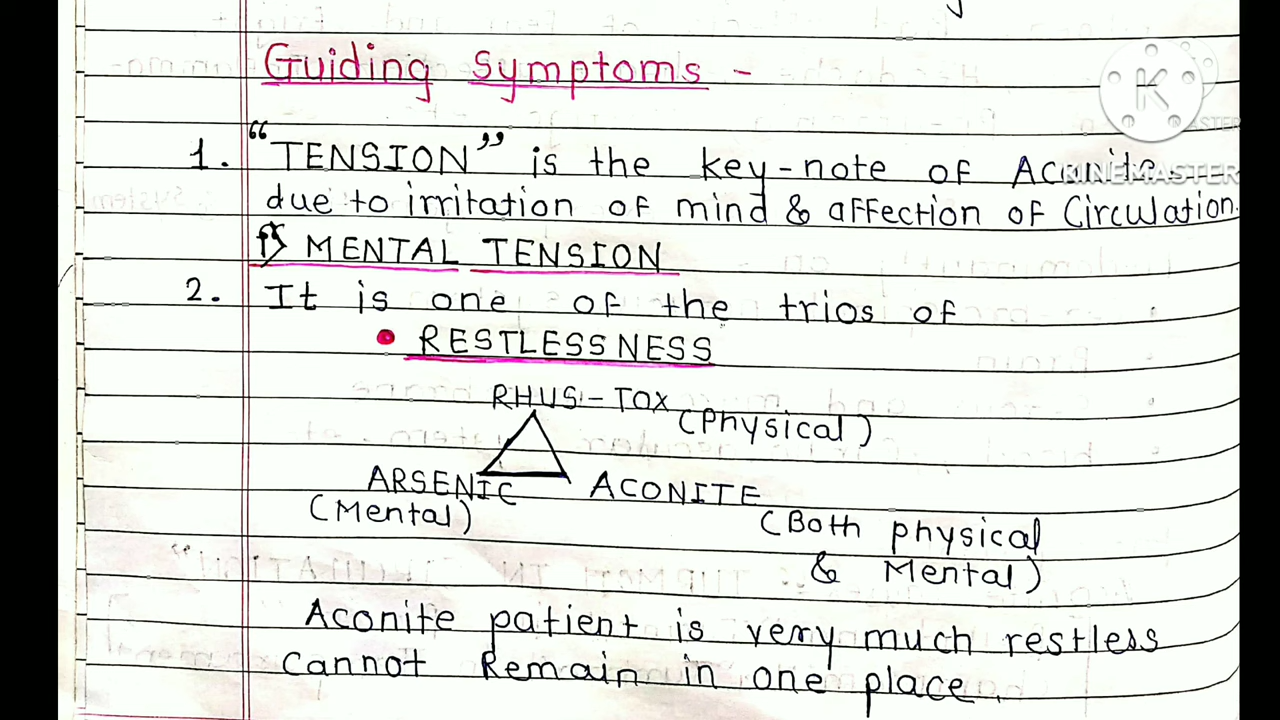 Guiding Symptoms -
1. "TENSION" is the key-note of Aconite
due to irritation of mind & affection of Circulation.
MENTAL TENSION
2. It is one of the trios of
• RESTLESSNESS
RHUS-TOX (Physical)
ARSENIC ACONITE
(Mental) (Both physical
& Mental)
Aconite patient is very much restless
cannot Remain in one place.
K
KINEMASTER